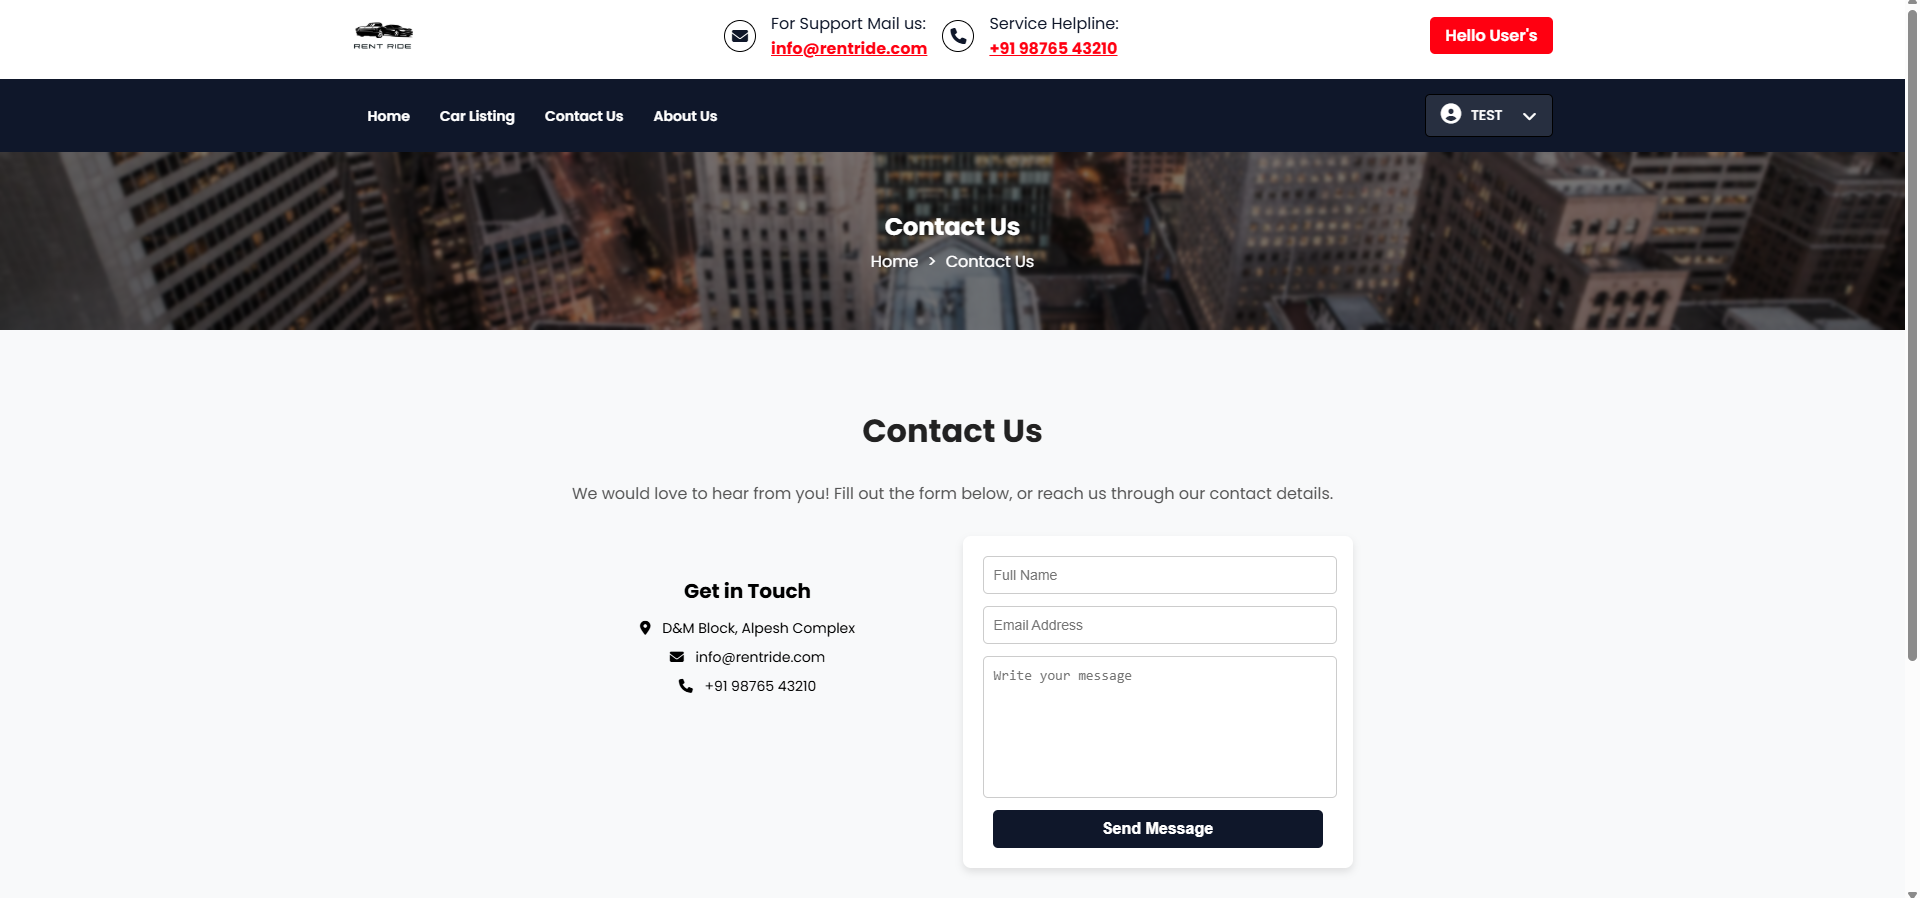 RENT RIDE
For Support Mail us:
info@rentride.com
Service Helpline:
+91 98765 43210
Hello User's
Home
Car Listing
Contact Us
About Us
TEST
Contact Us
Home > Contact Us
Contact Us
We would love to hear from you! Fill out the form below, or reach us through our contact details.
Get in Touch
D&M Block, Alpesh Complex
info@rentride.com
+91 98765 43210
Full Name
Email Address
Write your message
Send Message